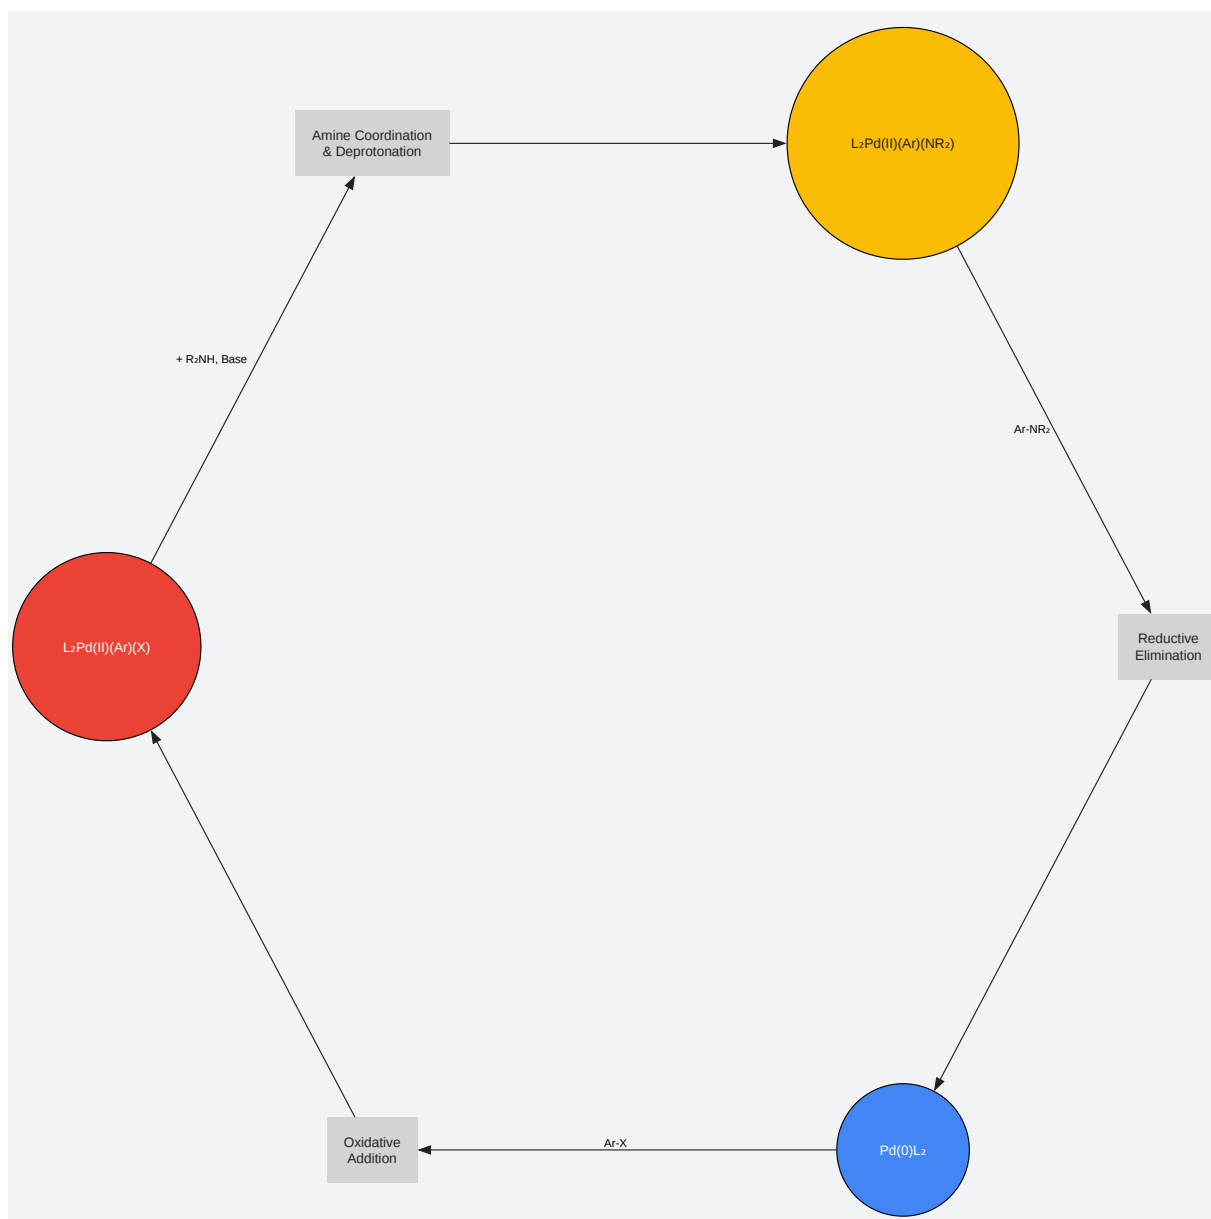 Amine Coordination
& Deprotonation
L₂Pd(II)(Ar)(NR₂)
+ R₂NH, Base
Ar-NR₂
L₂Pd(II)(Ar)(X)
Reductive
Elimination
Oxidative
Addition
Ar-X
Pd(0)L₂